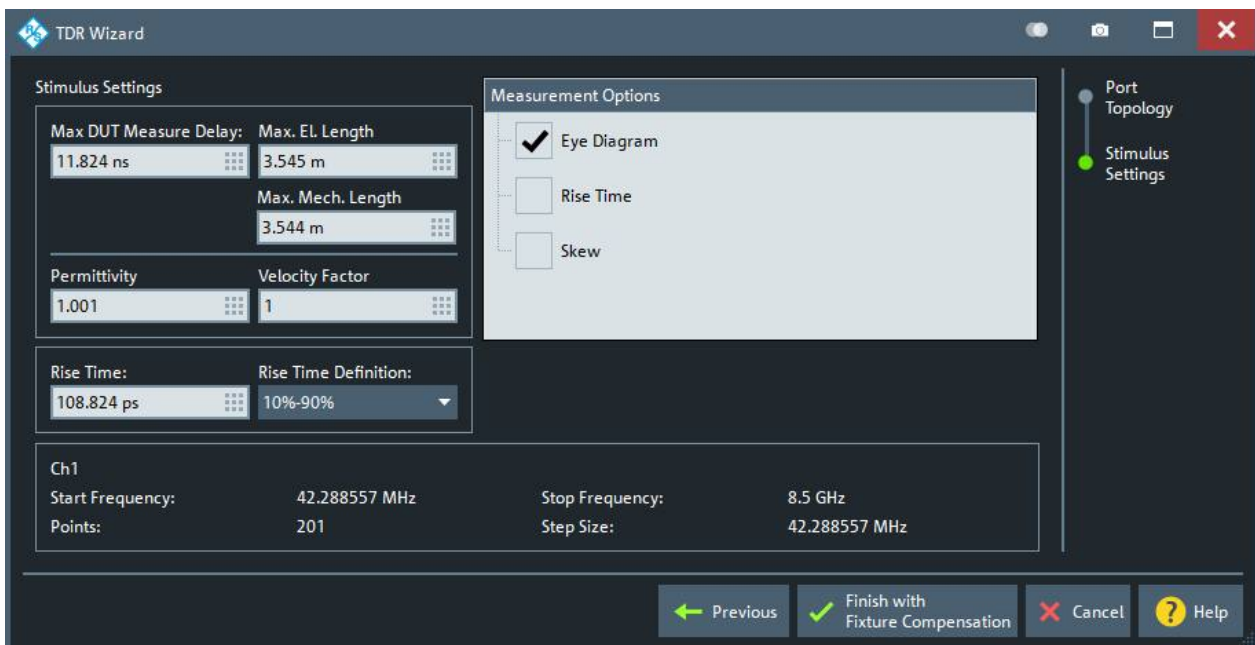 TDR Wizard
Stimulus Settings
Max DUT Measure Delay: Max. El. Length
11.824 ns 3.545 m
Max. Mech. Length
3.544 m
Permittivity Velocity Factor
1.001 1
Rise Time: Rise Time Definition:
108.824 ps 10%-90%
Measurement Options
Eye Diagram
Rise Time
Skew
Port
Topology
Stimulus
Settings
Ch1
Start Frequency: 42.288557 MHz Stop Frequency: 8.5 GHz
Points: 201 Step Size: 42.288557 MHz
Previous
Finish with
Fixture Compensation
Cancel
? Help